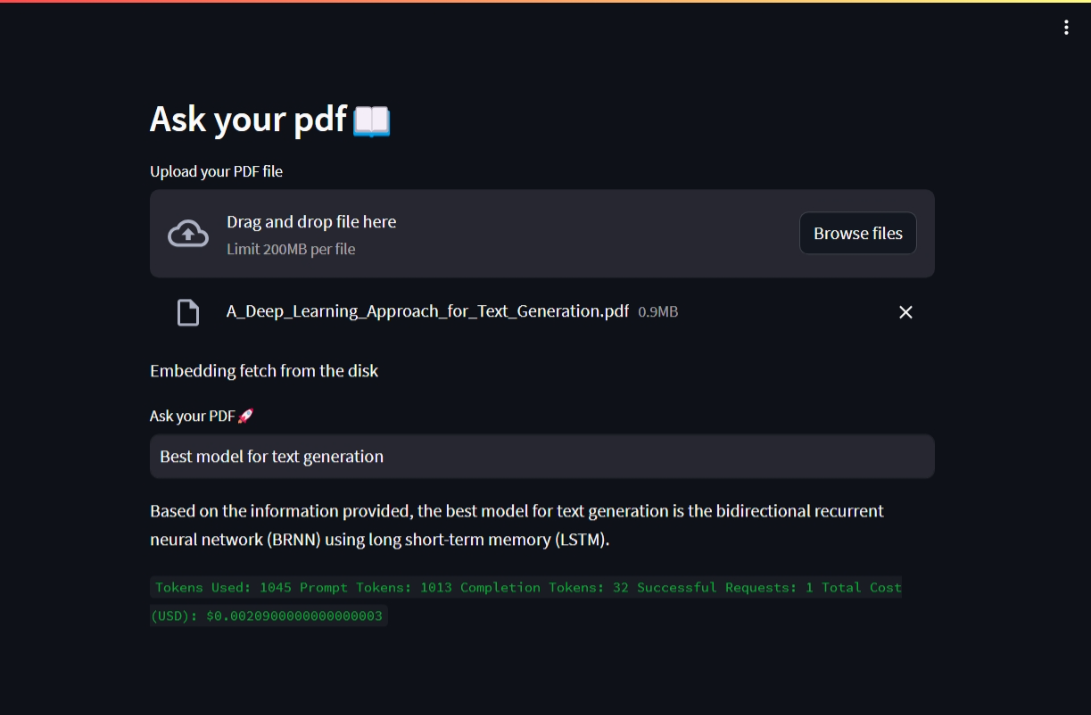 Ask your pdf📖
Upload your PDF file
Drag and drop file here
Limit 200MB per file
Browse files
A_Deep_Learning_Approach_for_Text_Generation.pdf 0.9MB
Embedding fetch from the disk
Ask your PDF🚀
Best model for text generation
Based on the information provided, the best model for text generation is the bidirectional recurrent
neural network (BRNN) using long short-term memory (LSTM).
Tokens Used: 1045 Prompt Tokens: 1013 Completion Tokens: 32 Successful Requests: 1 Total Cost
(USD): $0.0020900000000000003